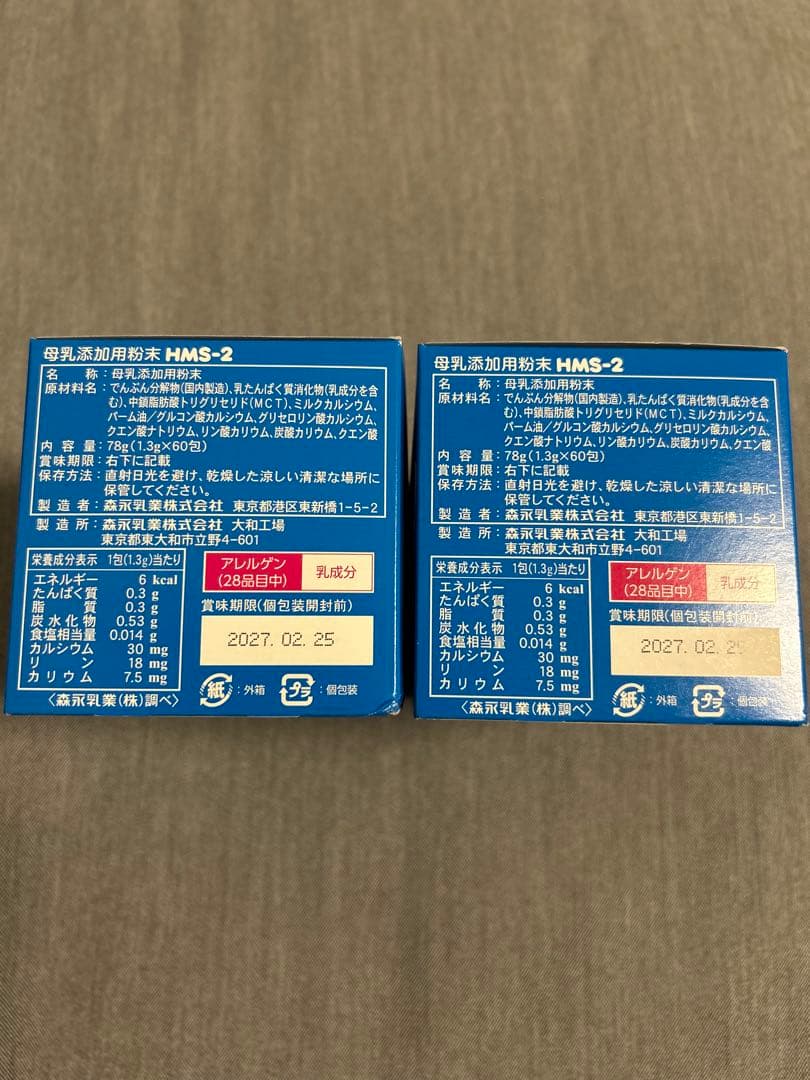 母乳添加用粉末 HMS-2
名 称：母乳添加用粉末
原材料名：でんぷん分解物(国内製造)、乳たんぱく質消化物(乳成分を含
む)、中鎖脂肪酸トリグリセリド(MCT)、ミルクカルシウム、
パーム油／グルコン酸カルシウム、グリセロリン酸カルシウム、
クエン酸ナトリウム、リン酸カリウム、炭酸カリウム、クエン酸
内 容 量：78g(1.3g×60包)
賞味期限：右下に記載
保存方法：直射日光を避け、乾燥した涼しい清潔な場所に
保管してください。
製 造 者：森永乳業株式会社 東京都港区東新橋1-5-2
製 造 所：森永乳業株式会社 大和工場
東京都東大和市立野4-601
栄養成分表示 1包(1.3g)当たり
エネルギー 6 kcal
たんぱく質 0.3 g
脂 質 0.3 g
炭水化物 0.53 g
食塩相当量 0.014 g
カルシウム 30 mg
リ ン 18 mg
カリウム 7.5 mg
〈森永乳業(株)調べ〉
アレルゲン
(28品目中)
乳成分
賞味期限(個包装開封前)
2027. 02. 25
紙：外箱 プラ：個包装
母乳添加用粉末 HMS-2
名 称：母乳添加用粉末
原材料名：でんぷん分解物(国内製造)、乳たんぱく質消化物(乳成分を含
む)、中鎖脂肪酸トリグリセリド(MCT)、ミルクカルシウム、
パーム油／グルコン酸カルシウム、グリセロリン酸カルシウム、
クエン酸ナトリウム、リン酸カリウム、炭酸カリウム、クエン酸
内 容 量：78g(1.3g×60包)
賞味期限：右下に記載
保存方法：直射日光を避け、乾燥した涼しい清潔な場所に
保管してください。
製 造 者：森永乳業株式会社 東京都港区東新橋1-5-2
製 造 所：森永乳業株式会社 大和工場
東京都東大和市立野4-601
栄養成分表示 1包(1.3g)当たり
エネルギー 6 kcal
たんぱく質 0.3 g
脂 質 0.3 g
炭水化物 0.53 g
食塩相当量 0.014 g
カルシウム 30 mg
リ ン 18 mg
カリウム 7.5 mg
〈森永乳業(株)調べ〉
アレルゲン
(28品目中)
乳成分
賞味期限(個包装開封前)
2027. 02. 25
紙：外箱 プラ：個包装